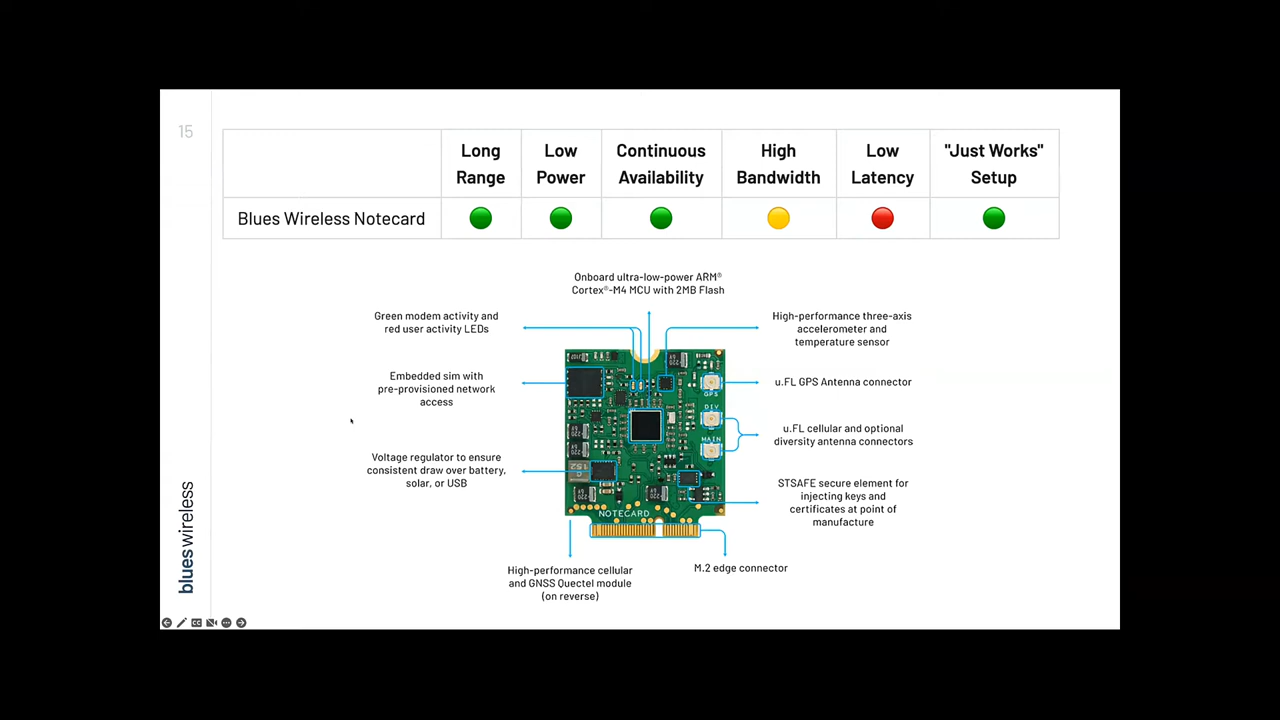 15
Long Range
Low Power
Continuous Availability
High Bandwidth
Low Latency
"Just Works" Setup
Blues Wireless Notecard
Onboard ultra-low-power ARM®
Cortex®-M4 MCU with 2MB Flash
Green modem activity and
red user activity LEDs
High-performance three-axis
accelerometer and
temperature sensor
Embedded sim with
pre-provisioned network
access
u.FL GPS Antenna connector
GPS
DIV
MAIN
u.FL cellular and optional
diversity antenna connectors
Voltage regulator to ensure
consistent draw over battery,
solar, or USB
STSAFE secure element for
injecting keys and
certificates at point of
manufacture
NOTECARD
High-performance cellular
and GNSS Quectel module
(on reverse)
M.2 edge connector
blues wireless
CC